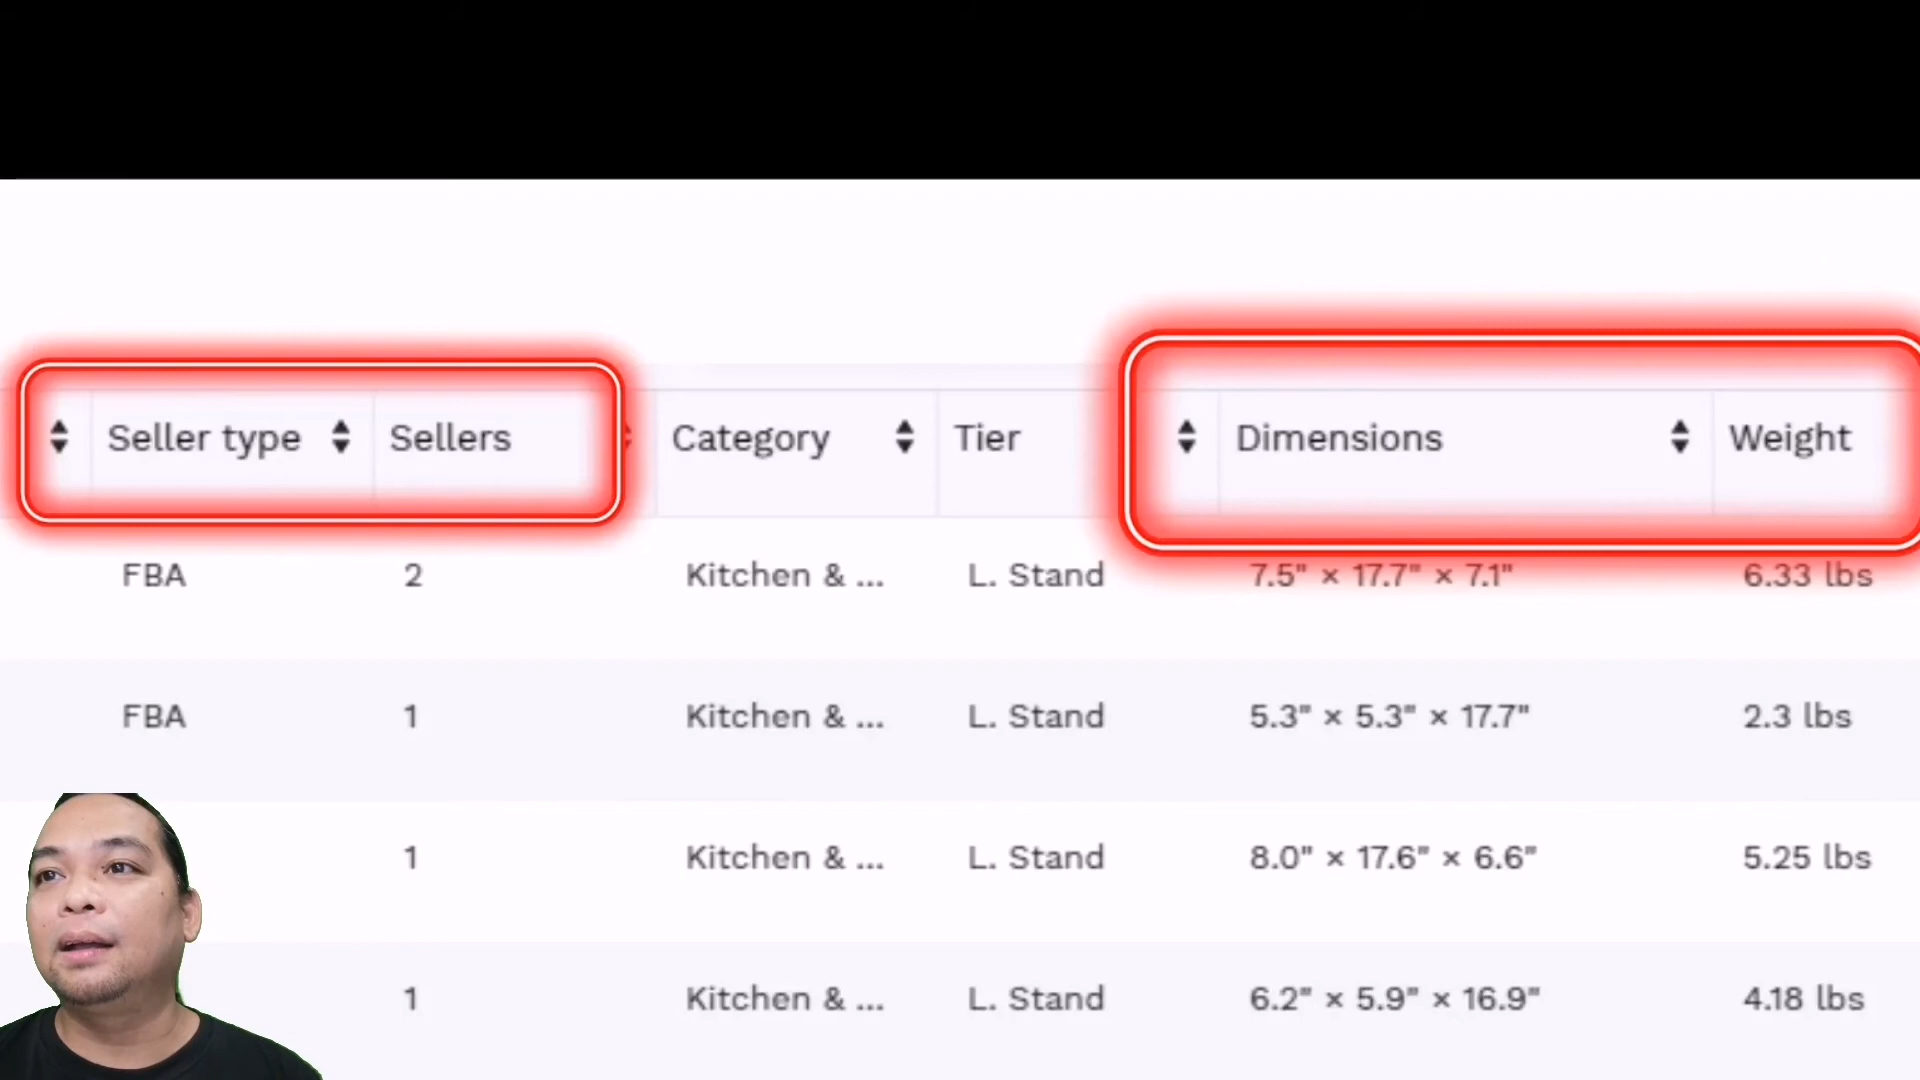 Seller type Sellers Category Tier Dimensions Weight
FBA 2 Kitchen & ... L. Stand 7.5" × 17.7" × 7.1" 6.33 lbs
FBA 1 Kitchen & ... L. Stand 5.3" × 5.3" × 17.7" 2.3 lbs
1 Kitchen & ... L. Stand 8.0" × 17.6" × 6.6" 5.25 lbs
1 Kitchen & ... L. Stand 6.2" × 5.9" × 16.9" 4.18 lbs